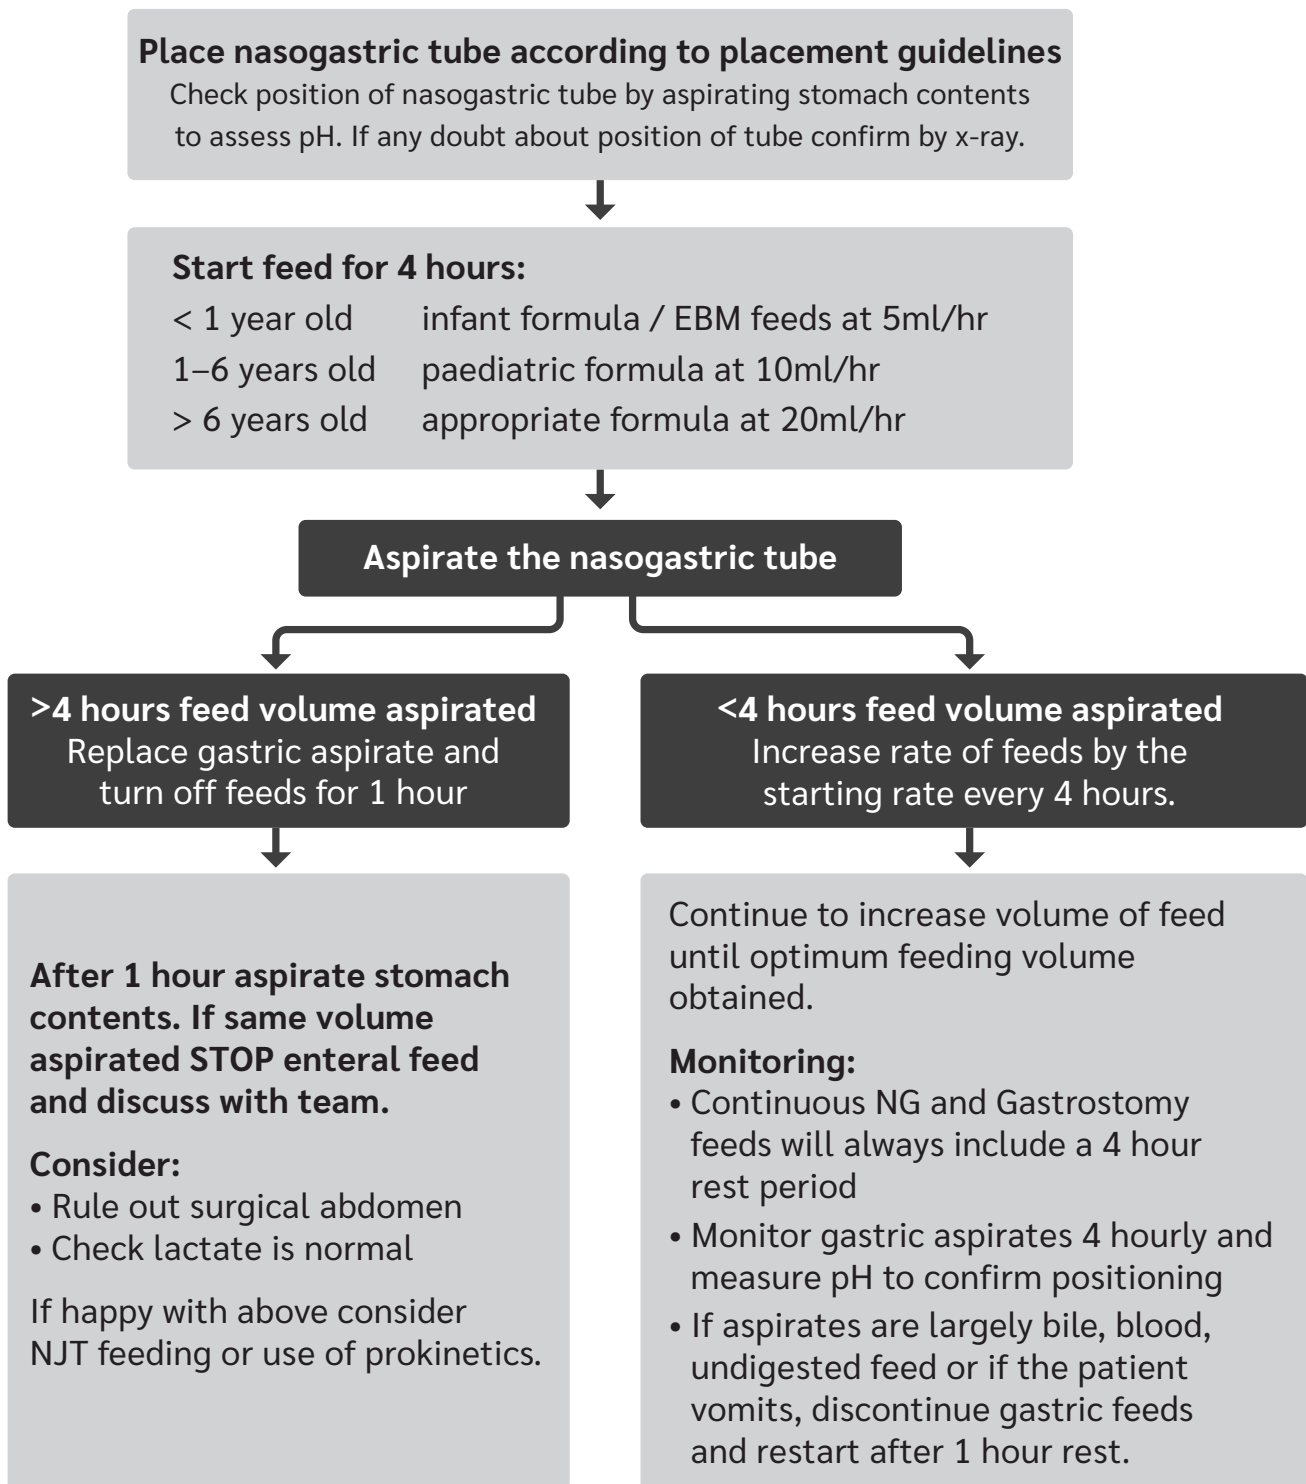 Place nasogastric tube according to placement guidelines
Check position of nasogastric tube by aspirating stomach contents
to assess pH. If any doubt about position of tube confirm by x-ray.
Start feed for 4 hours:
< 1 year old infant formula / EBM feeds at 5ml/hr
1–6 years old paediatric formula at 10ml/hr
> 6 years old appropriate formula at 20ml/hr
Aspirate the nasogastric tube
>4 hours feed volume aspirated
Replace gastric aspirate and
turn off feeds for 1 hour
<4 hours feed volume aspirated
Increase rate of feeds by the
starting rate every 4 hours.
After 1 hour aspirate stomach
contents. If same volume
aspirated STOP enteral feed
and discuss with team.
Consider:
• Rule out surgical abdomen
• Check lactate is normal
If happy with above consider
NJT feeding or use of prokinetics.
Continue to increase volume of feed
until optimum feeding volume
obtained.
Monitoring:
• Continuous NG and Gastrostomy
feeds will always include a 4 hour
rest period
• Monitor gastric aspirates 4 hourly and
measure pH to confirm positioning
• If aspirates are largely bile, blood,
undigested feed or if the patient
vomits, discontinue gastric feeds
and restart after 1 hour rest.